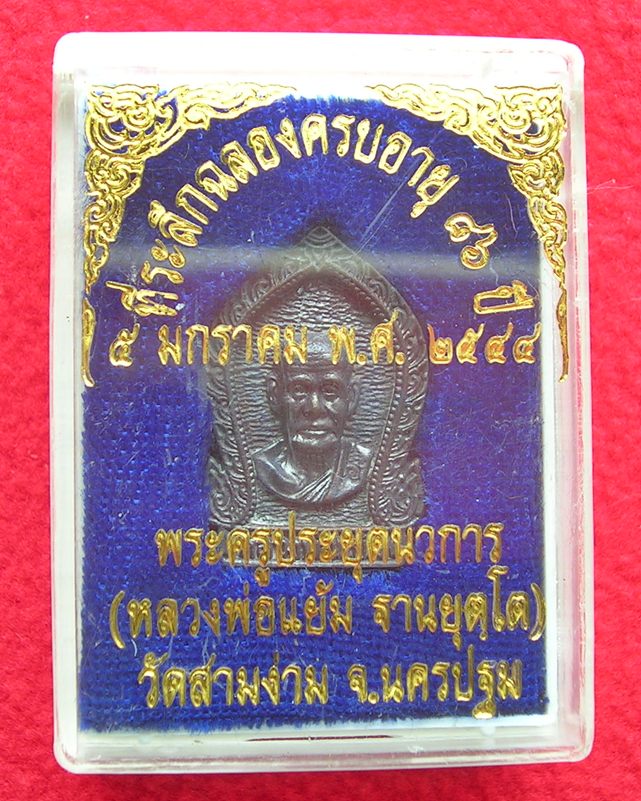 ที่ระลึกฉลองครบอายุ ๘๖ ปี
๕ มกราคม พ.ศ. ๒๕๔๔
พระครูประยุตนวการ
(หลวงพ่อแย้ม ฐานยุตฺโต)
วัดสามง่าม จ.นครปฐม